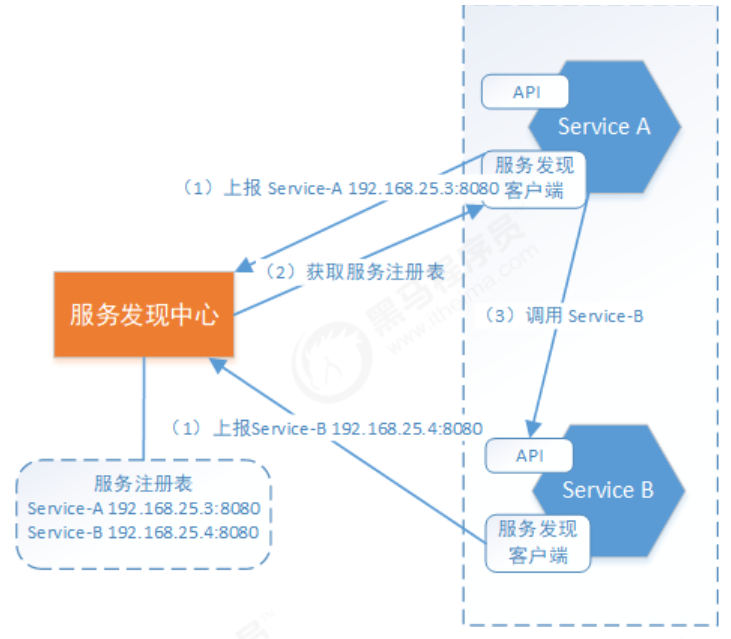 API
Service A
服务发现
客户端
（1）上报 Service-A 192.168.25.3:8080
（2）获取服务注册表
服务发现中心
（3）调用 Service-B
（1）上报Service-B 192.168.25.4:8080
API
Service B
服务发现
客户端
服务注册表
Service-A 192.168.25.3:8080
Service-B 192.168.25.4:8080
黑马程序员
www.itheima.com